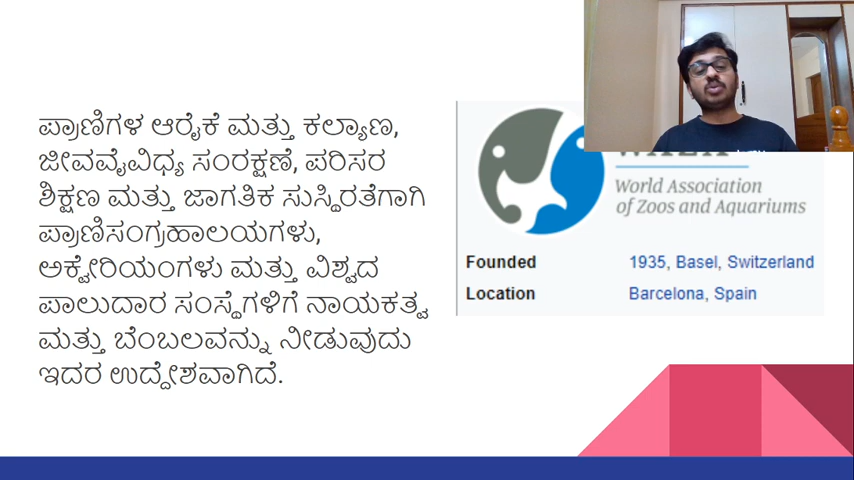 ಪ್ರಾಣಿಗಳ ಆರೈಕೆ ಮತ್ತು ಕಲ್ಯಾಣ,
ಜೀವವೈವಿಧ್ಯ ಸಂರಕ್ಷಣೆ, ಪರಿಸರ
ಶಿಕ್ಷಣ ಮತ್ತು ಜಾಗತಿಕ ಸುಸ್ಥಿರತೆಗಾಗಿ
ಪ್ರಾಣಿಸಂಗ್ರಹಾಲಯಗಳು,
ಅಕ್ವೇರಿಯಂಗಳು ಮತ್ತು ವಿಶ್ವದ
ಪಾಲುದಾರ ಸಂಸ್ಥೆಗಳಿಗೆ ನಾಯಕತ್ವ
ಮತ್ತು ಬೆಂಬಲವನ್ನು ನೀಡುವುದು
ಇದರ ಉದ್ದೇಶವಾಗಿದೆ.
World Association
of Zoos and Aquariums
Founded 1935, Basel, Switzerland
Location Barcelona, Spain